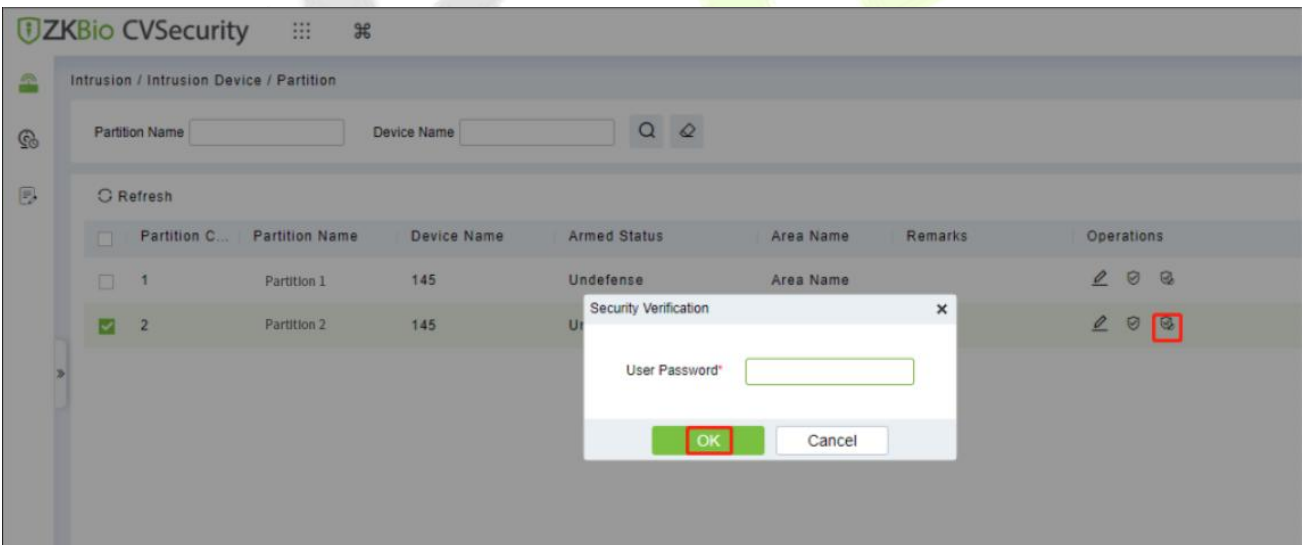 ZKBio CVSecurity
Intrusion / Intrusion Device / Partition
Partition Name Device Name
Refresh
Partition C... Partition Name Device Name Armed Status Area Name Remarks Operations
1 Partition 1 145 Undefense Area Name
2 Partition 2 145 Un
Security Verification
User Password*
OK Cancel